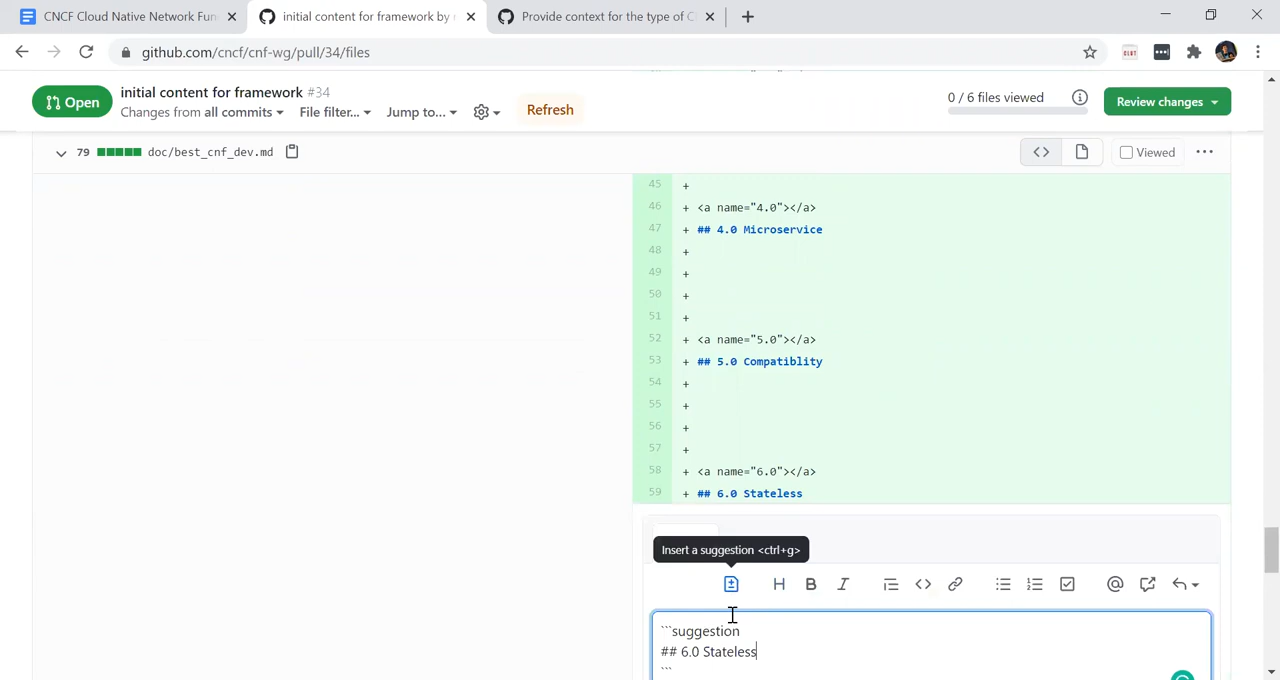 CNCF Cloud Native Network Fun
initial content for framework by
Provide context for the type of C
github.com/cncf/cnf-wg/pull/34/files
Open
initial content for framework #34
Changes from all commits
File filter...
Jump to...
Refresh
0 / 6 files viewed
Review changes
79 doc/best_cnf_dev.md
Viewed
45 +
46 + <a name="4.0"></a>
47 + ## 4.0 Microservice
48 +
49 +
50 +
51 +
52 + <a name="5.0"></a>
53 + ## 5.0 Compatiblity
54 +
55 +
56 +
57 +
58 + <a name="6.0"></a>
59 + ## 6.0 Stateless
Insert a suggestion <ctrl+g>
```suggestion
## 6.0 Stateless
```